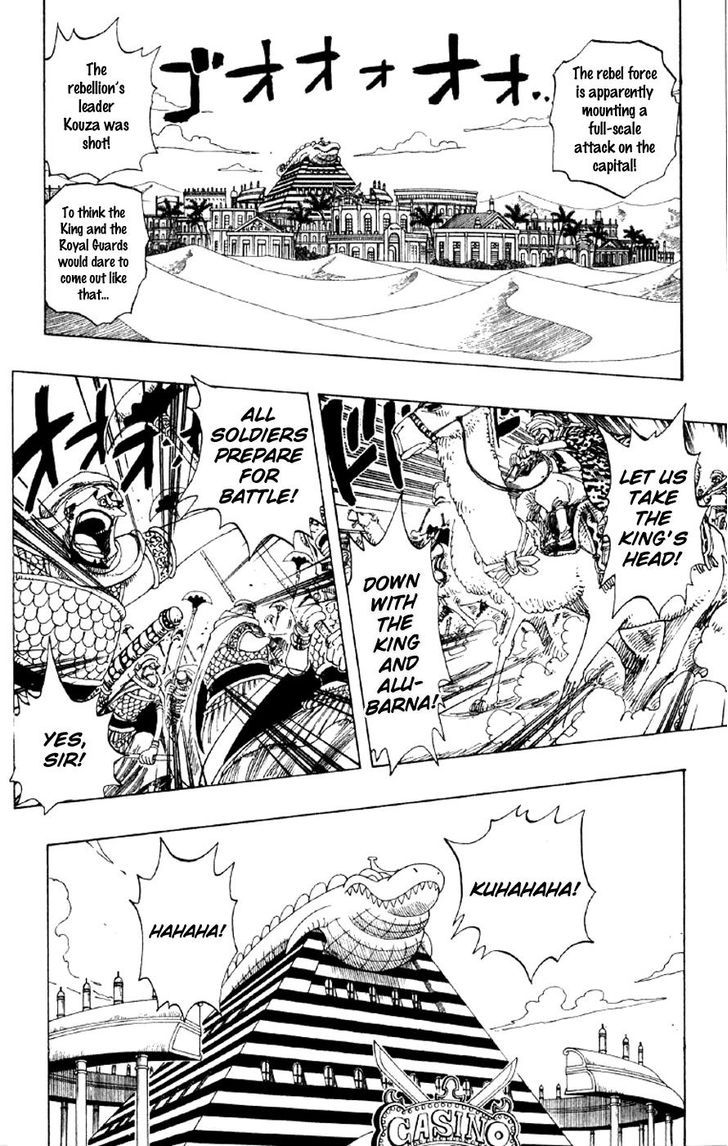 The
rebellion's
leader
Kouza was
shot!
ゴオオォオオ..
The rebel force
is apparently
mounting a
full-scale
attack on the
capital!
To think the
King and the
Royal Guards
would dare to
come out like
that...
オオオオ
ALL
SOLDIERS
PREPARE
FOR
BATTLE!
YES,
SIR!
ドド
LET US
TAKE
THE
KING'S
HEAD!
DOWN
WITH
THE
KING
AND
ALU-
BARNA!
KUHAHAHA!
HAHAHA!
CASINO